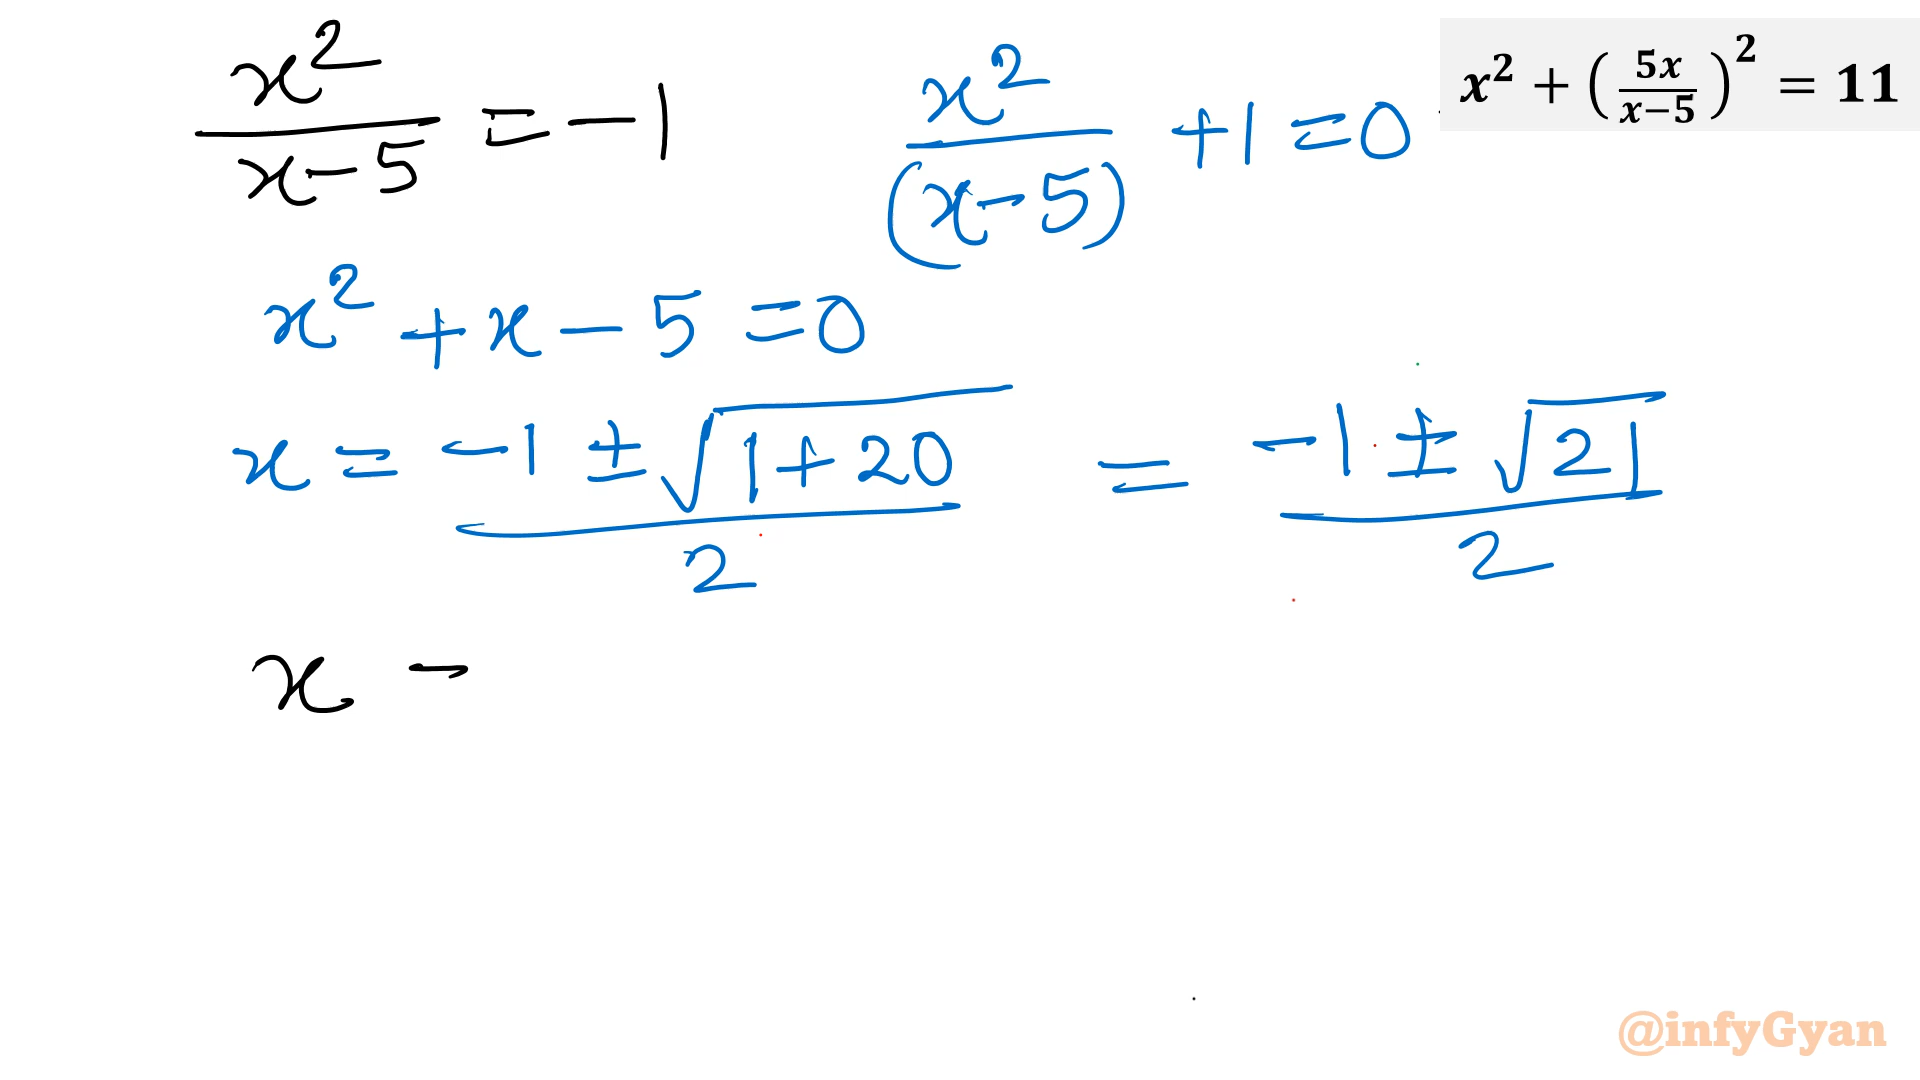 x²/(x-5) = -1
x²/(x-5) + 1 = 0
x² + (5x/(x-5))² = 11
x² + x - 5 = 0
x = (-1 ± √(1+20))/2 = (-1 ± √21)/2
x -
@infyGyan